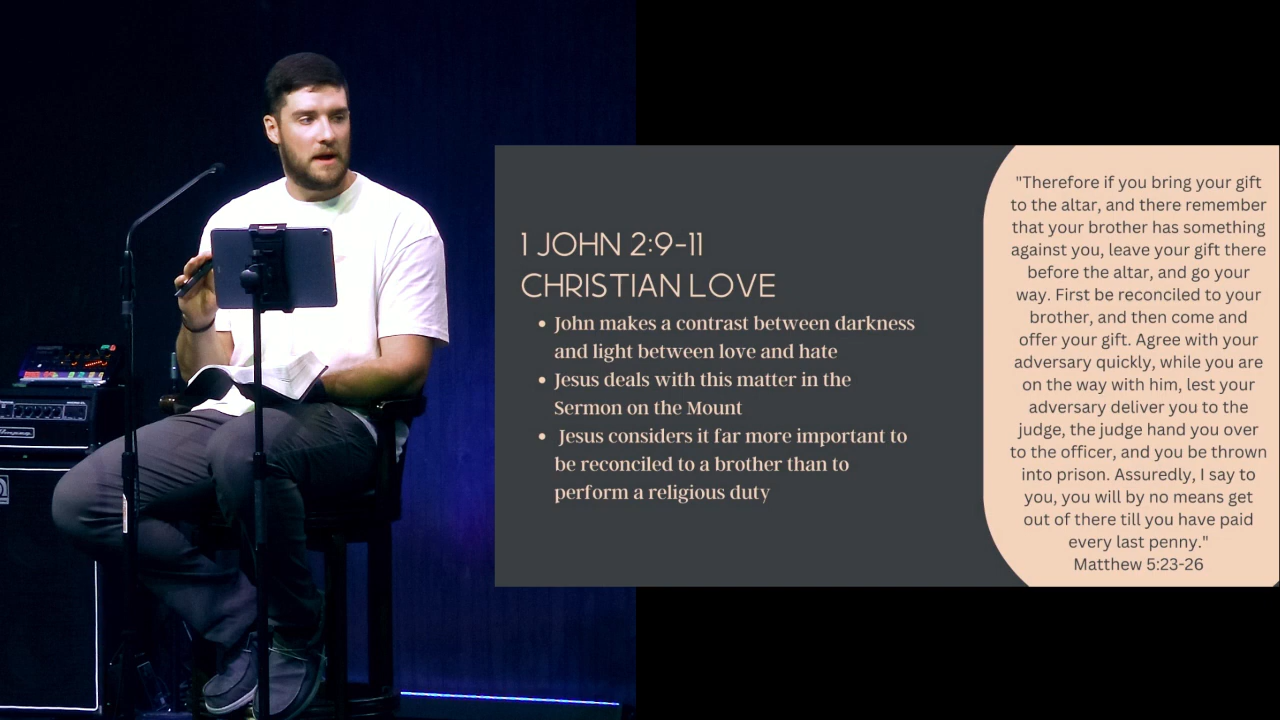 1 JOHN 2:9-11
CHRISTIAN LOVE
• John makes a contrast between darkness
and light between love and hate
• Jesus deals with this matter in the
Sermon on the Mount
• Jesus considers it far more important to
be reconciled to a brother than to
perform a religious duty
"Therefore if you bring your gift
to the altar, and there remember
that your brother has something
against you, leave your gift there
before the altar, and go your
way. First be reconciled to your
brother, and then come and
offer your gift. Agree with your
adversary quickly, while you are
on the way with him, lest your
adversary deliver you to the
judge, the judge hand you over
to the officer, and you be thrown
into prison. Assuredly, I say to
you, you will by no means get
out of there till you have paid
every last penny."
Matthew 5:23-26
Ampeg